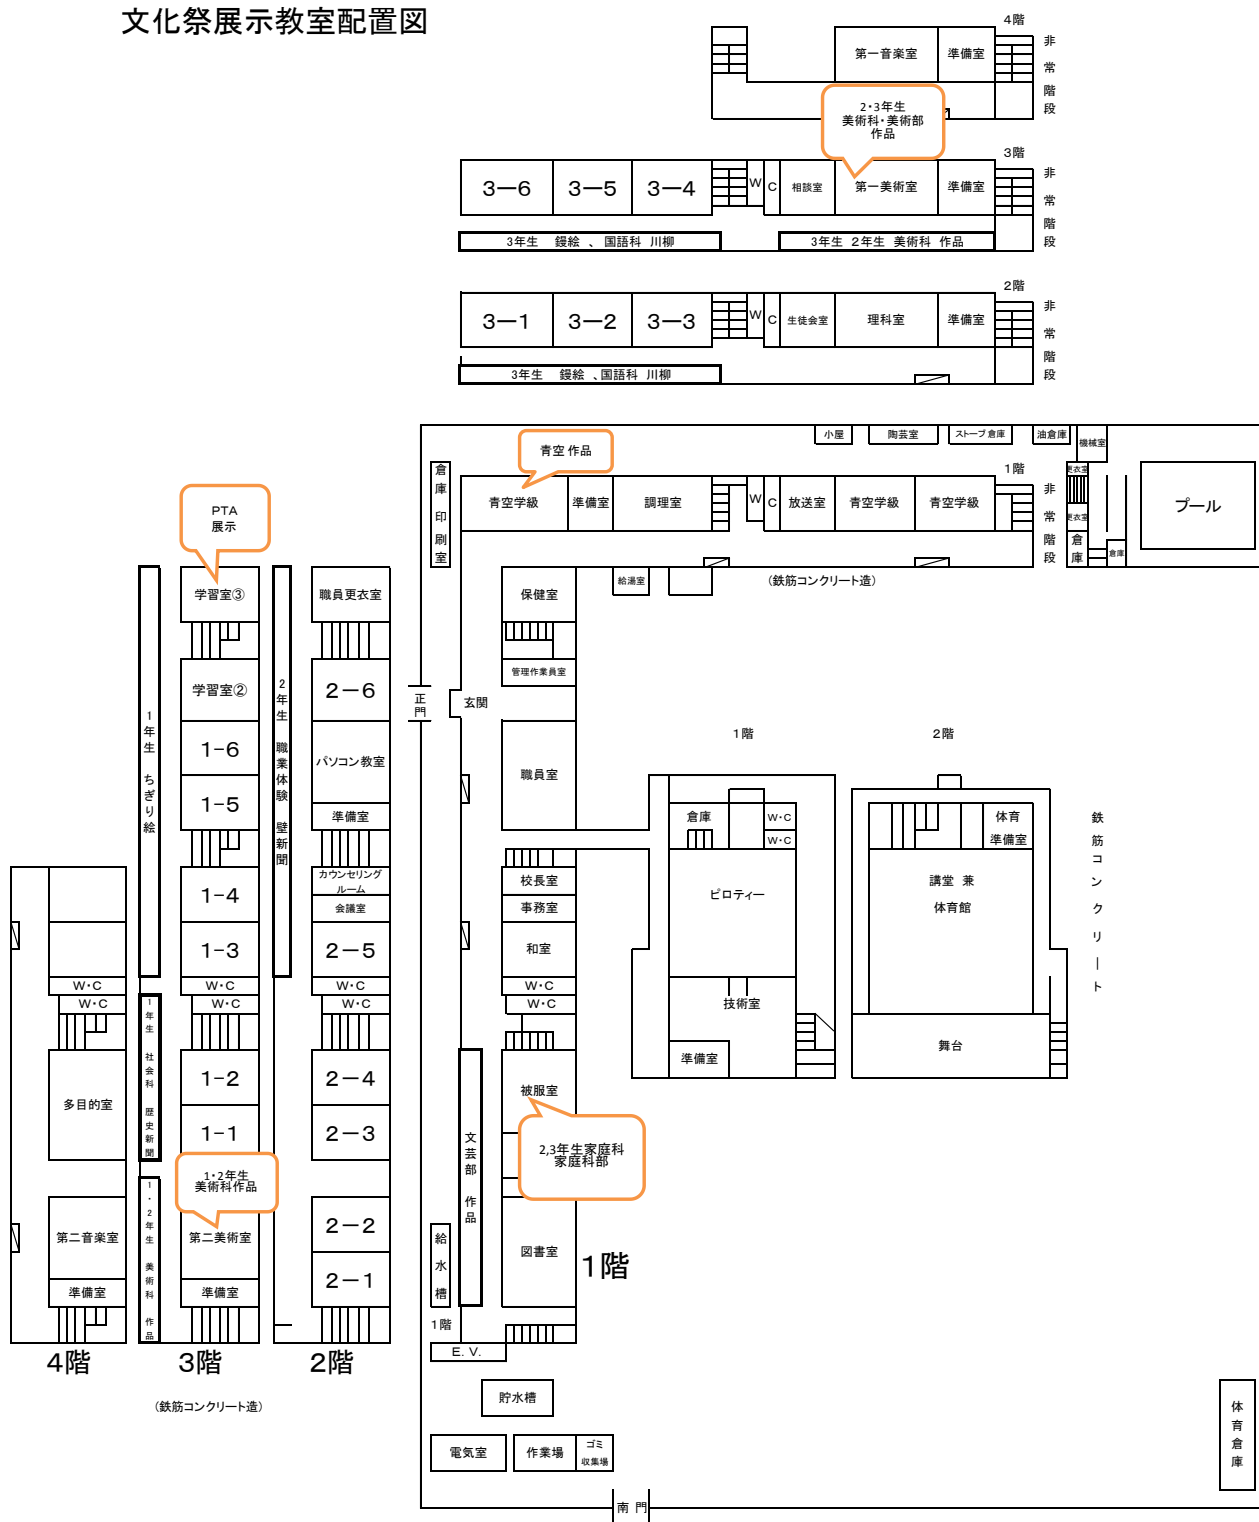 文化祭展示教室配置図
4階
第一音楽室
準備室
非常階段
2・3年生
美術科・美術部
作品
3階
3ー6
3ー5
3ー4
W
C
相談室
第一美術室
準備室
非常階段
3年生 鏝絵 、国語科 川柳
3年生 2年生 美術科 作品
2階
3ー1
3ー2
3ー3
W
C
生徒会室
理科室
準備室
非常階段
3年生 鏝絵 、国語科 川柳
小屋
陶芸室
ストーブ倉庫
油倉庫
機械室
青空 作品
1階
倉庫
印刷室
青空学級
準備室
調理室
W
C
放送室
青空学級
青空学級
非常階段
更衣室
更衣室
倉庫
倉庫
プール
給湯室
(鉄筋コンクリート造)
PTA
展示
学習室③
職員更衣室
保健室
学習室②
2ー6
管理作業員室
正門
玄関
1年生 ちぎり絵
2年生 職業体験 壁新聞
1-6
パソコン教室
職員室
1-5
準備室
1階
2階
倉庫
W・C
W・C
体育
準備室
鉄筋コンクリート
1-4
カウンセリング
ルーム
会議室
校長室
事務室
ピロティー
講堂 兼
体育館
1-3
2ー5
和室
W・C
W・C
W・C
W・C
W・C
W・C
W・C
W・C
技術室
準備室
舞台
1年生 社会科 歴史新聞
多目的室
1-2
2ー4
被服室
1-1
2ー3
文芸部 作品
2,3年生家庭科
家庭科部
1・2年生
美術科作品
1・2年生 美術科 作品
第二音楽室
第二美術室
2ー2
図書室
1階
準備室
準備室
2ー1
給水槽
1階
E. V.
4階
3階
2階
(鉄筋コンクリート造)
貯水槽
電気室
作業場
ゴミ
収集場
体育倉庫
南 門